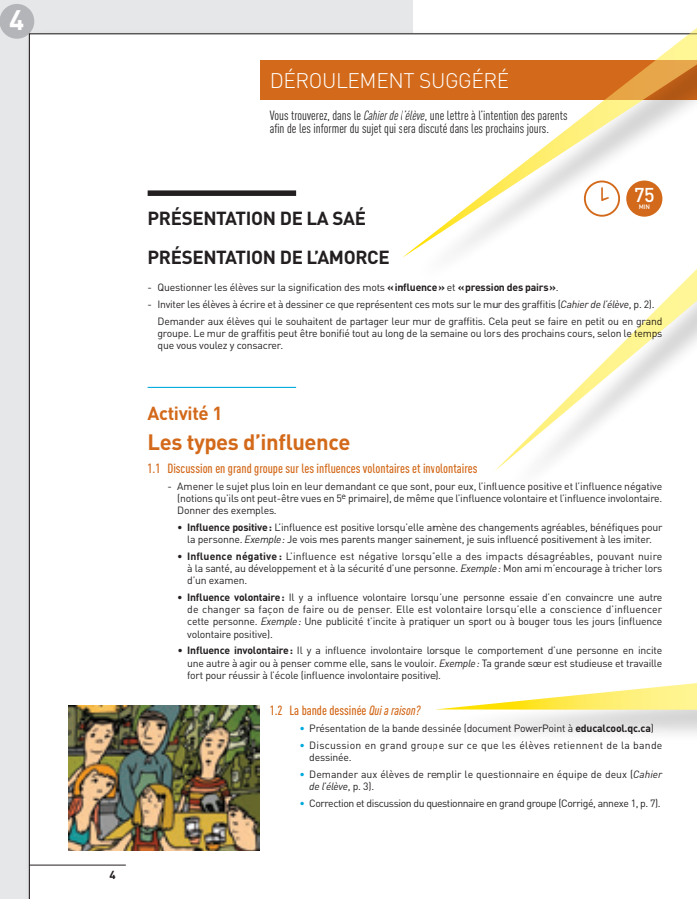 4
DÉROULEMENT SUGGÉRÉ
Vous trouverez, dans le Cahier de l'élève, une lettre à l'intention des parents
afin de les informer du sujet qui sera discuté dans les prochains jours.
75
MIN
PRÉSENTATION DE LA SAÉ
PRÉSENTATION DE L'AMORCE
- Questionner les élèves sur la signification des mots «influence» et «pression des pairs».
- Inviter les élèves à écrire et à dessiner ce que représentent ces mots sur le mur des graffitis (Cahier de l'élève, p. 2).
Demander aux élèves qui le souhaitent de partager leur mur de graffitis. Cela peut se faire en petit ou en grand
groupe. Le mur de graffitis peut être bonifié tout au long de la semaine ou lors des prochains cours, selon le temps
que vous voulez y consacrer.
Activité 1
Les types d'influence
1.1 Discussion en grand groupe sur les influences volontaires et involontaires
- Amener le sujet plus loin en leur demandant ce que sont, pour eux, l'influence positive et l'influence négative
(notions qu'ils ont peut-être vues en 5e primaire), de même que l'influence volontaire et l'influence involontaire.
Donner des exemples.
• Influence positive : L'influence est positive lorsqu'elle amène des changements agréables, bénéfiques pour
la personne. Exemple : Je vois mes parents manger sainement, je suis influencé positivement à les imiter.
• Influence négative : L'influence est négative lorsqu'elle a des impacts désagréables, pouvant nuire
à la santé, au développement et à la sécurité d'une personne. Exemple : Mon ami m'encourage à tricher lors
d'un examen.
• Influence volontaire : Il y a influence volontaire lorsqu'une personne essaie d'en convaincre une autre
de changer sa façon de faire ou de penser. Elle est volontaire lorsqu'elle a conscience d'influencer
cette personne. Exemple : Une publicité t'incite à pratiquer un sport ou à bouger tous les jours (influence
volontaire positive).
• Influence involontaire : Il y a influence involontaire lorsque le comportement d'une personne en incite
une autre à agir ou à penser comme elle, sans le vouloir. Exemple : Ta grande sœur est studieuse et travaille
fort pour réussir à l'école (influence involontaire positive).
1.2 La bande dessinée Qui a raison?
• Présentation de la bande dessinée (document PowerPoint à educalcool.qc.ca)
• Discussion en grand groupe sur ce que les élèves retiennent de la bande
dessinée.
• Demander aux élèves de remplir le questionnaire en équipe de deux (Cahier
de l'élève, p. 3).
• Correction et discussion du questionnaire en grand groupe (Corrigé, annexe 1, p. 7).
4